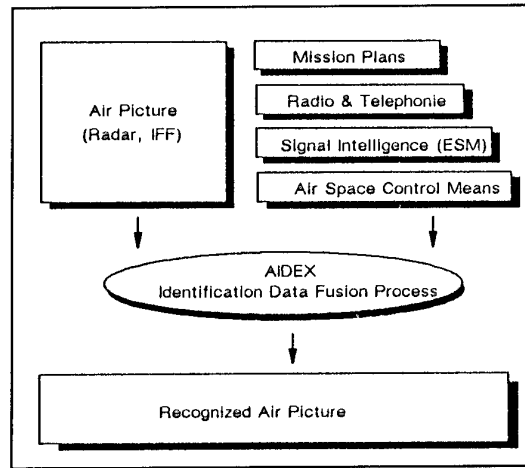 Air Picture
(Radar, IFF)
Mission Plans
Radio & Telephonie
Signal Intelligence (ESM)
Air Space Control Means
AIDEX
Identification Data Fusion Process
Recognized Air Picture